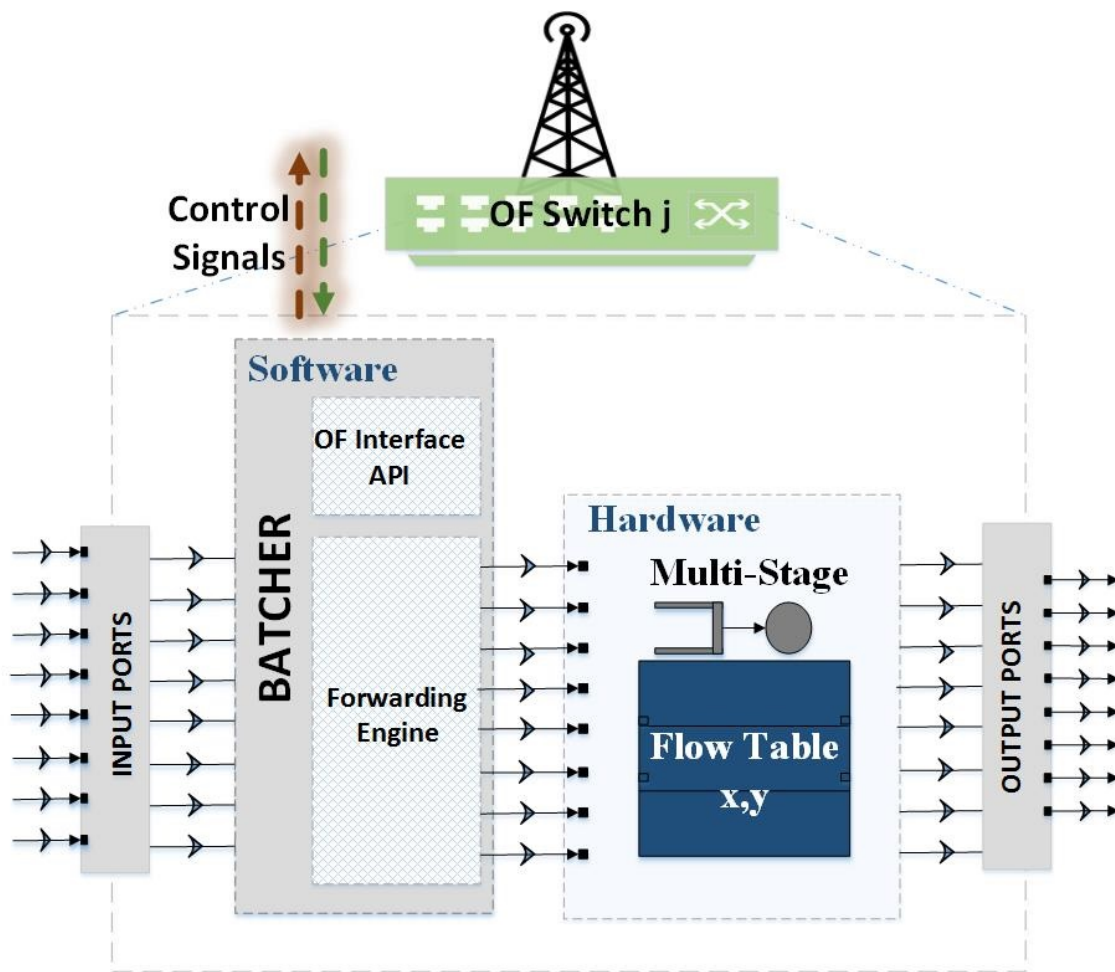 Control
Signals
OF Switch j
Software
OF Interface
API
BATCHER
Forwarding
Engine
INPUT PORTS
Hardware
Multi-Stage
Flow Table
x,y
OUTPUT PORTS